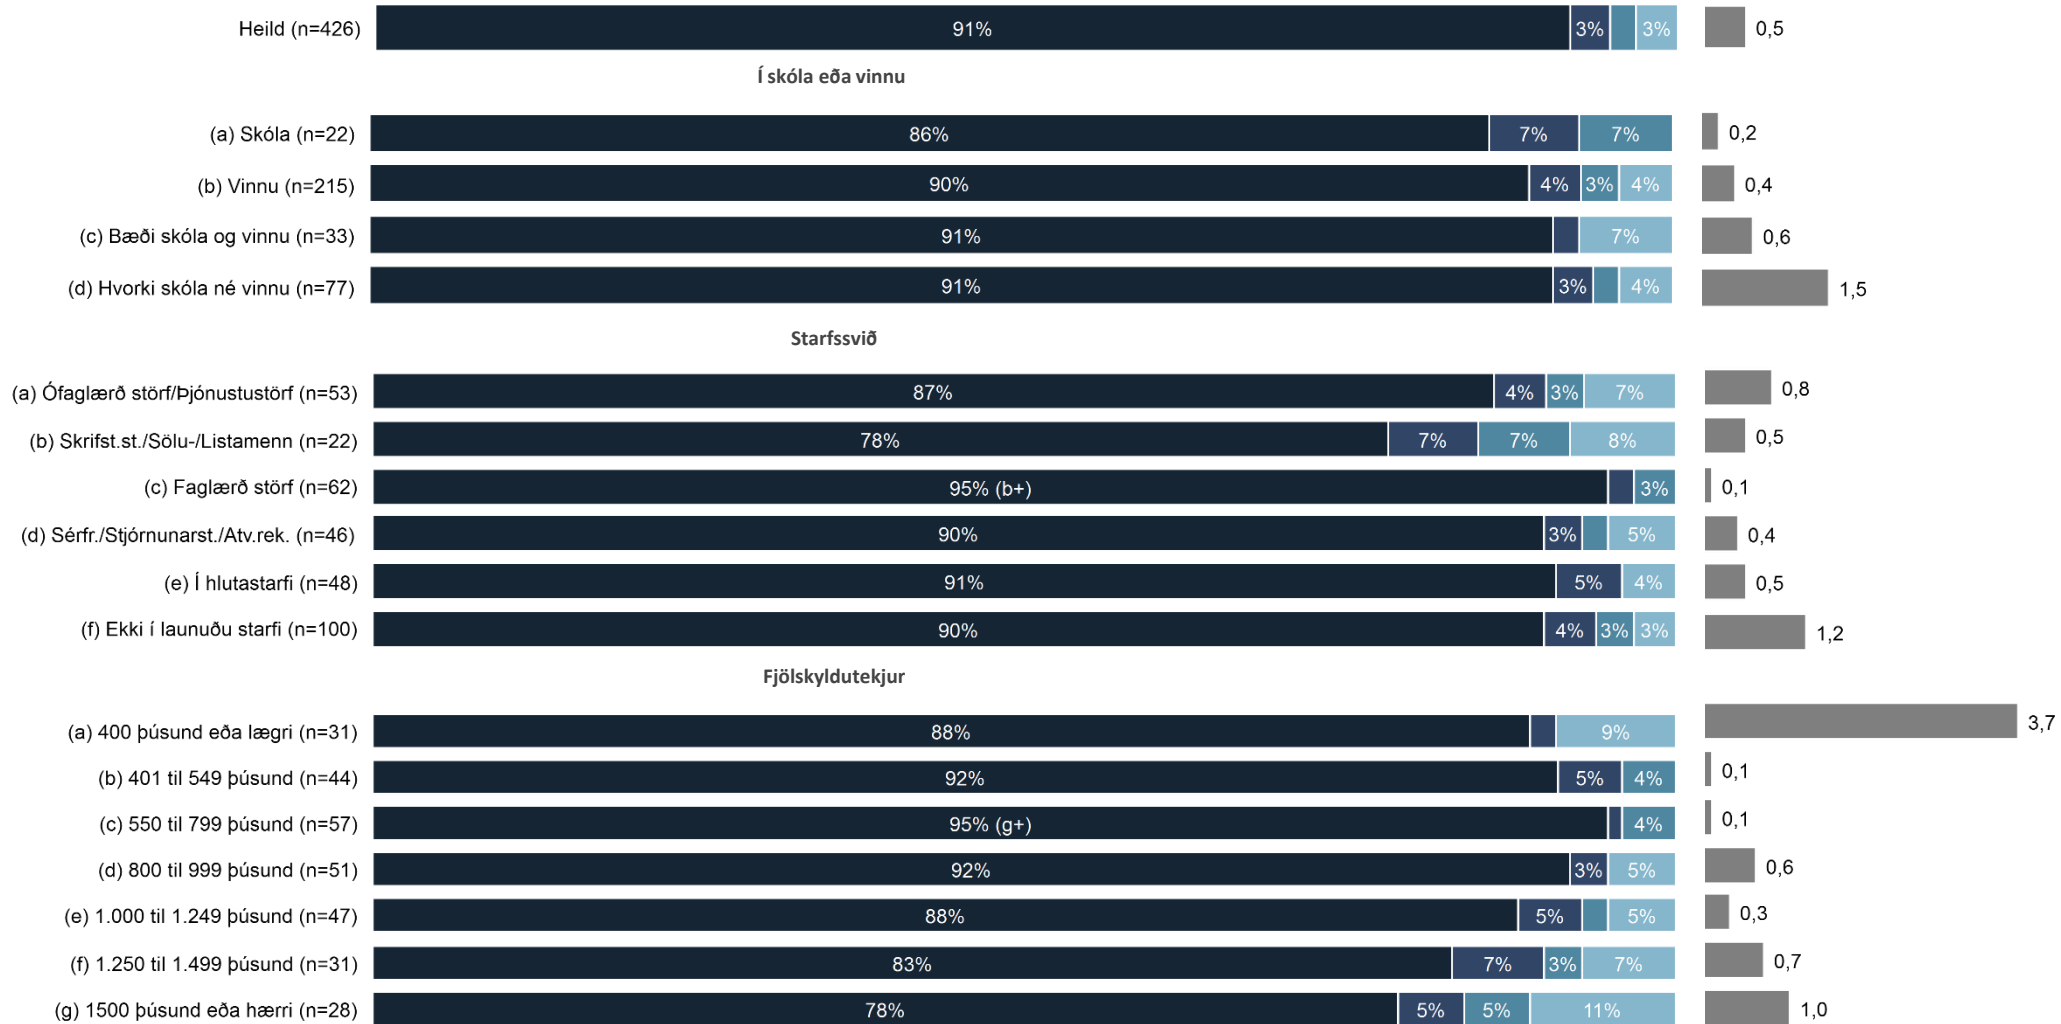 Heild (n=426) 91% 3% 3% 0,5
Í skóla eða vinnu
(a) Skóla (n=22) 86% 7% 7% 0,2
(b) Vinnu (n=215) 90% 4% 3% 4% 0,4
(c) Bæði skóla og vinnu (n=33) 91% 7% 0,6
(d) Hvorki skóla né vinnu (n=77) 91% 3% 4% 1,5
Starfssvið
(a) Ófaglærð störf/Þjónustustörf (n=53) 87% 4% 3% 7% 0,8
(b) Skrifst.st./Sölu-/Listamenn (n=22) 78% 7% 7% 8% 0,5
(c) Faglærð störf (n=62) 95% (b+) 3% 0,1
(d) Sérfr./Stjórnunarst./Atv.rek. (n=46) 90% 3% 5% 0,4
(e) Í hlutastarfi (n=48) 91% 5% 4% 0,5
(f) Ekki í launuðu starfi (n=100) 90% 4% 3% 3% 1,2
Fjölskyldutekjur
(a) 400 þúsund eða lægri (n=31) 88% 9% 3,7
(b) 401 til 549 þúsund (n=44) 92% 5% 4% 0,1
(c) 550 til 799 þúsund (n=57) 95% (g+) 4% 0,1
(d) 800 til 999 þúsund (n=51) 92% 3% 5% 0,6
(e) 1.000 til 1.249 þúsund (n=47) 88% 5% 5% 0,3
(f) 1.250 til 1.499 þúsund (n=31) 83% 7% 3% 7% 0,7
(g) 1500 þúsund eða hærri (n=28) 78% 5% 5% 11% 1,0